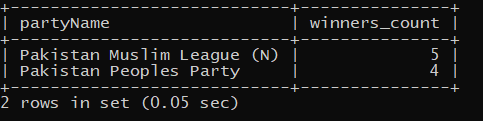 +----------------------------+---------------+
| partyName                  | winners_count |
+----------------------------+---------------+
| Pakistan Muslim League (N) |             5 |
| Pakistan Peoples Party     |             4 |
+----------------------------+---------------+
2 rows in set (0.05 sec)